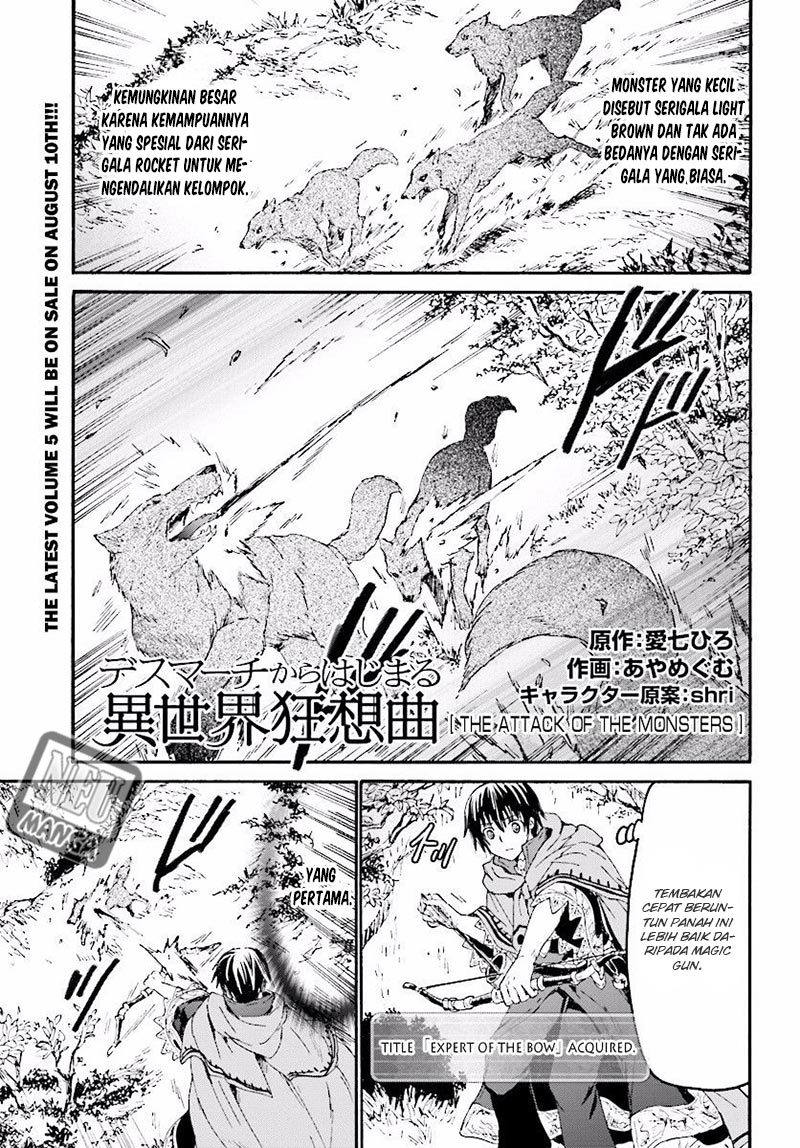 MONSTER YANG KECIL
DISEBUT SERIGALA LIGHT
BROWN DAN TAK ADA
BEDANYA DENGAN SERI-
GALA YANG BIASA.
KEMUNGKINAN BESAR
KARENA KEMAMPUANNYA
YANG SPESIAL DARI SERI-
GALA ROCKET UNTUK ME-
NGENDALIKAN KELOMPOK.
THE LATEST VOLUME 5 WILL BE ON SALE ON AUGUST 10TH!!!
原作：愛七ひろ
作画：あやめぐむ
キャラクター原案：shri
デスマーチからはじまる
異世界狂想曲
[ THE ATTACK OF THE MONSTERS ]
TEMBAKAN
CEPAT BERUN-
TUN PANAH INI
LEBIH BAIK DA-
RIPADA MAGIC
GUN.
TITLE「EXPERT OF THE BOW」ACQUIRED.
YANG
PERTAMA.
NEU
MANGA